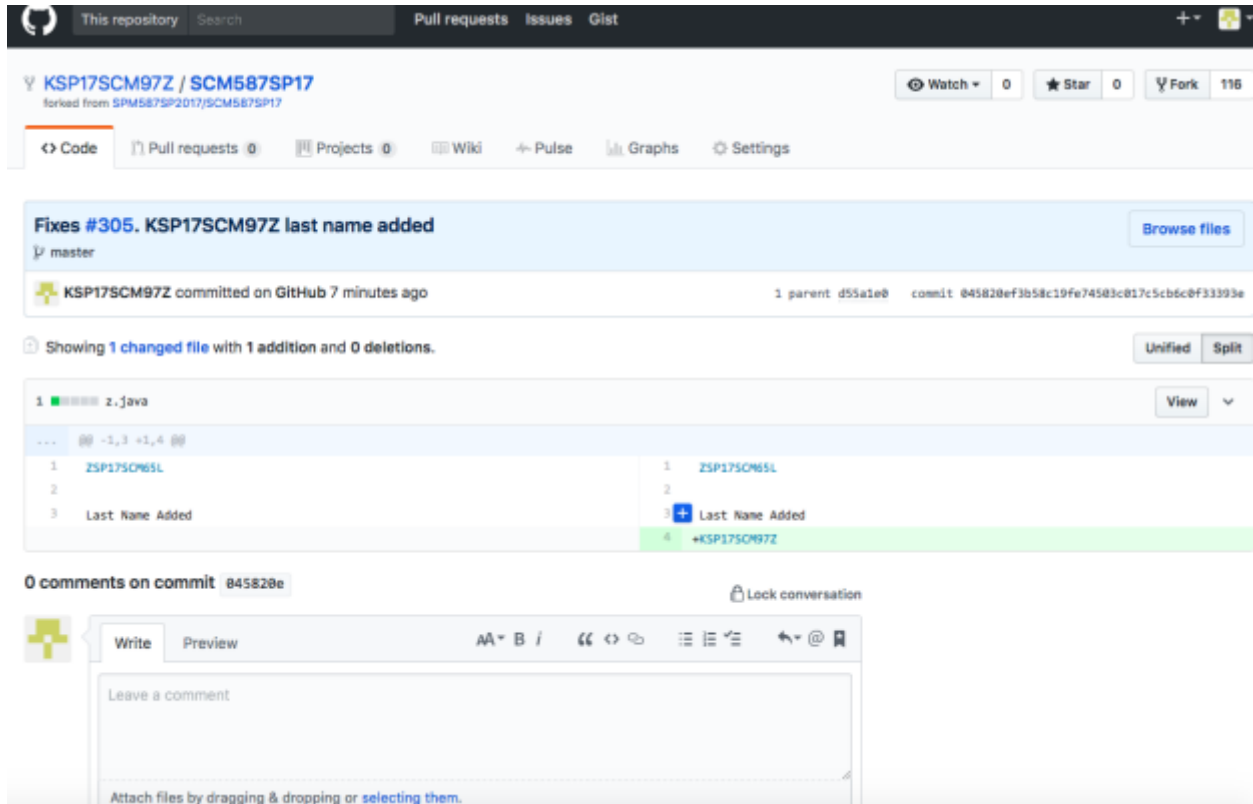 This repository Search Pull requests Issues Gist
KSP17SCM97Z / SCM587SP17
forked from SPM587SP2017/SCM587SP17
Watch 0 Star 0 Fork 116
Code Pull requests 0 Projects 0 Wiki Pulse Graphs Settings
Fixes #305. KSP17SCM97Z last name added
Browse files
master
KSP17SCM97Z committed on GitHub 7 minutes ago
1 parent d55a1e0 commit 045820ef3b58c19fe74503c017c5cb6c0f33393e
Showing 1 changed file with 1 addition and 0 deletions.
Unified Split
1 z.java
View
... @@ -1,3 +1,4 @@
1 ZSP17SCM65L 1 ZSP17SCM65L
2 2
3 Last Name Added 3 + Last Name Added
4 +KSP17SCM97Z
0 comments on commit 045820e
Lock conversation
Write Preview
AA B i
Leave a comment
Attach files by dragging & dropping or selecting them.